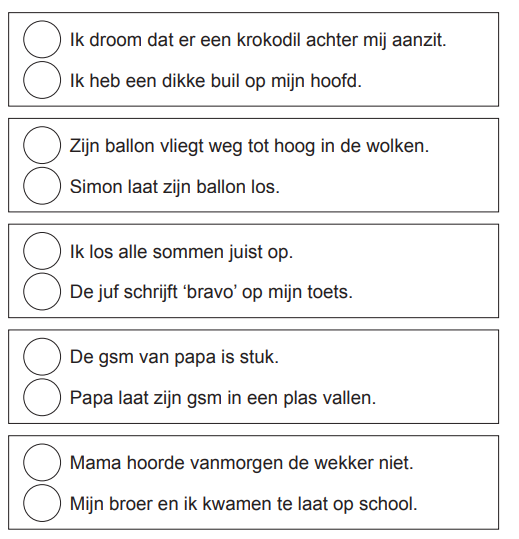 Ik droom dat er een krokodil achter mij aanzit.
Ik heb een dikke buil op mijn hoofd.
Zijn ballon vliegt weg tot hoog in de wolken.
Simon laat zijn ballon los.
Ik los alle sommen juist op.
De juf schrijft ‘bravo’ op mijn toets.
De gsm van papa is stuk.
Papa laat zijn gsm in een plas vallen.
Mama hoorde vanmorgen de wekker niet.
Mijn broer en ik kwamen te laat op school.